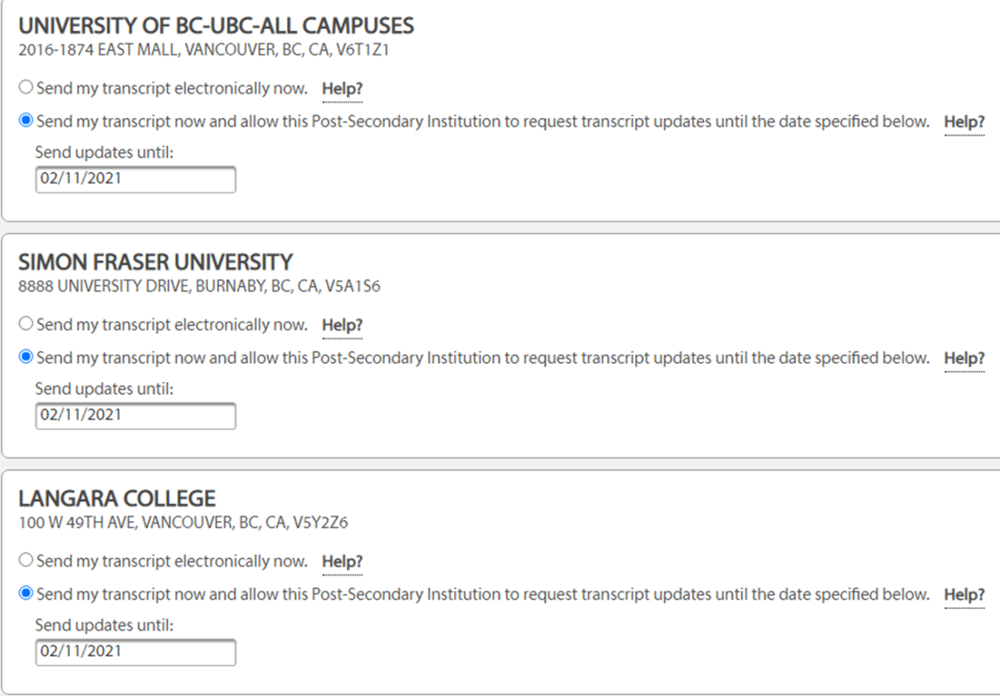 UNIVERSITY OF BC-UBC-ALL CAMPUSES
2016-1874 EAST MALL, VANCOUVER, BC, CA, V6T1Z1
Send my transcript electronically now. Help?
Send my transcript now and allow this Post-Secondary Institution to request transcript updates until the date specified below. Help?
Send updates until:
02/11/2021
SIMON FRASER UNIVERSITY
8888 UNIVERSITY DRIVE, BURNABY, BC, CA, V5A1S6
Send my transcript electronically now. Help?
Send my transcript now and allow this Post-Secondary Institution to request transcript updates until the date specified below. Help?
Send updates until:
02/11/2021
LANGARA COLLEGE
100 W 49TH AVE, VANCOUVER, BC, CA, V5Y2Z6
Send my transcript electronically now. Help?
Send my transcript now and allow this Post-Secondary Institution to request transcript updates until the date specified below. Help?
Send updates until:
02/11/2021